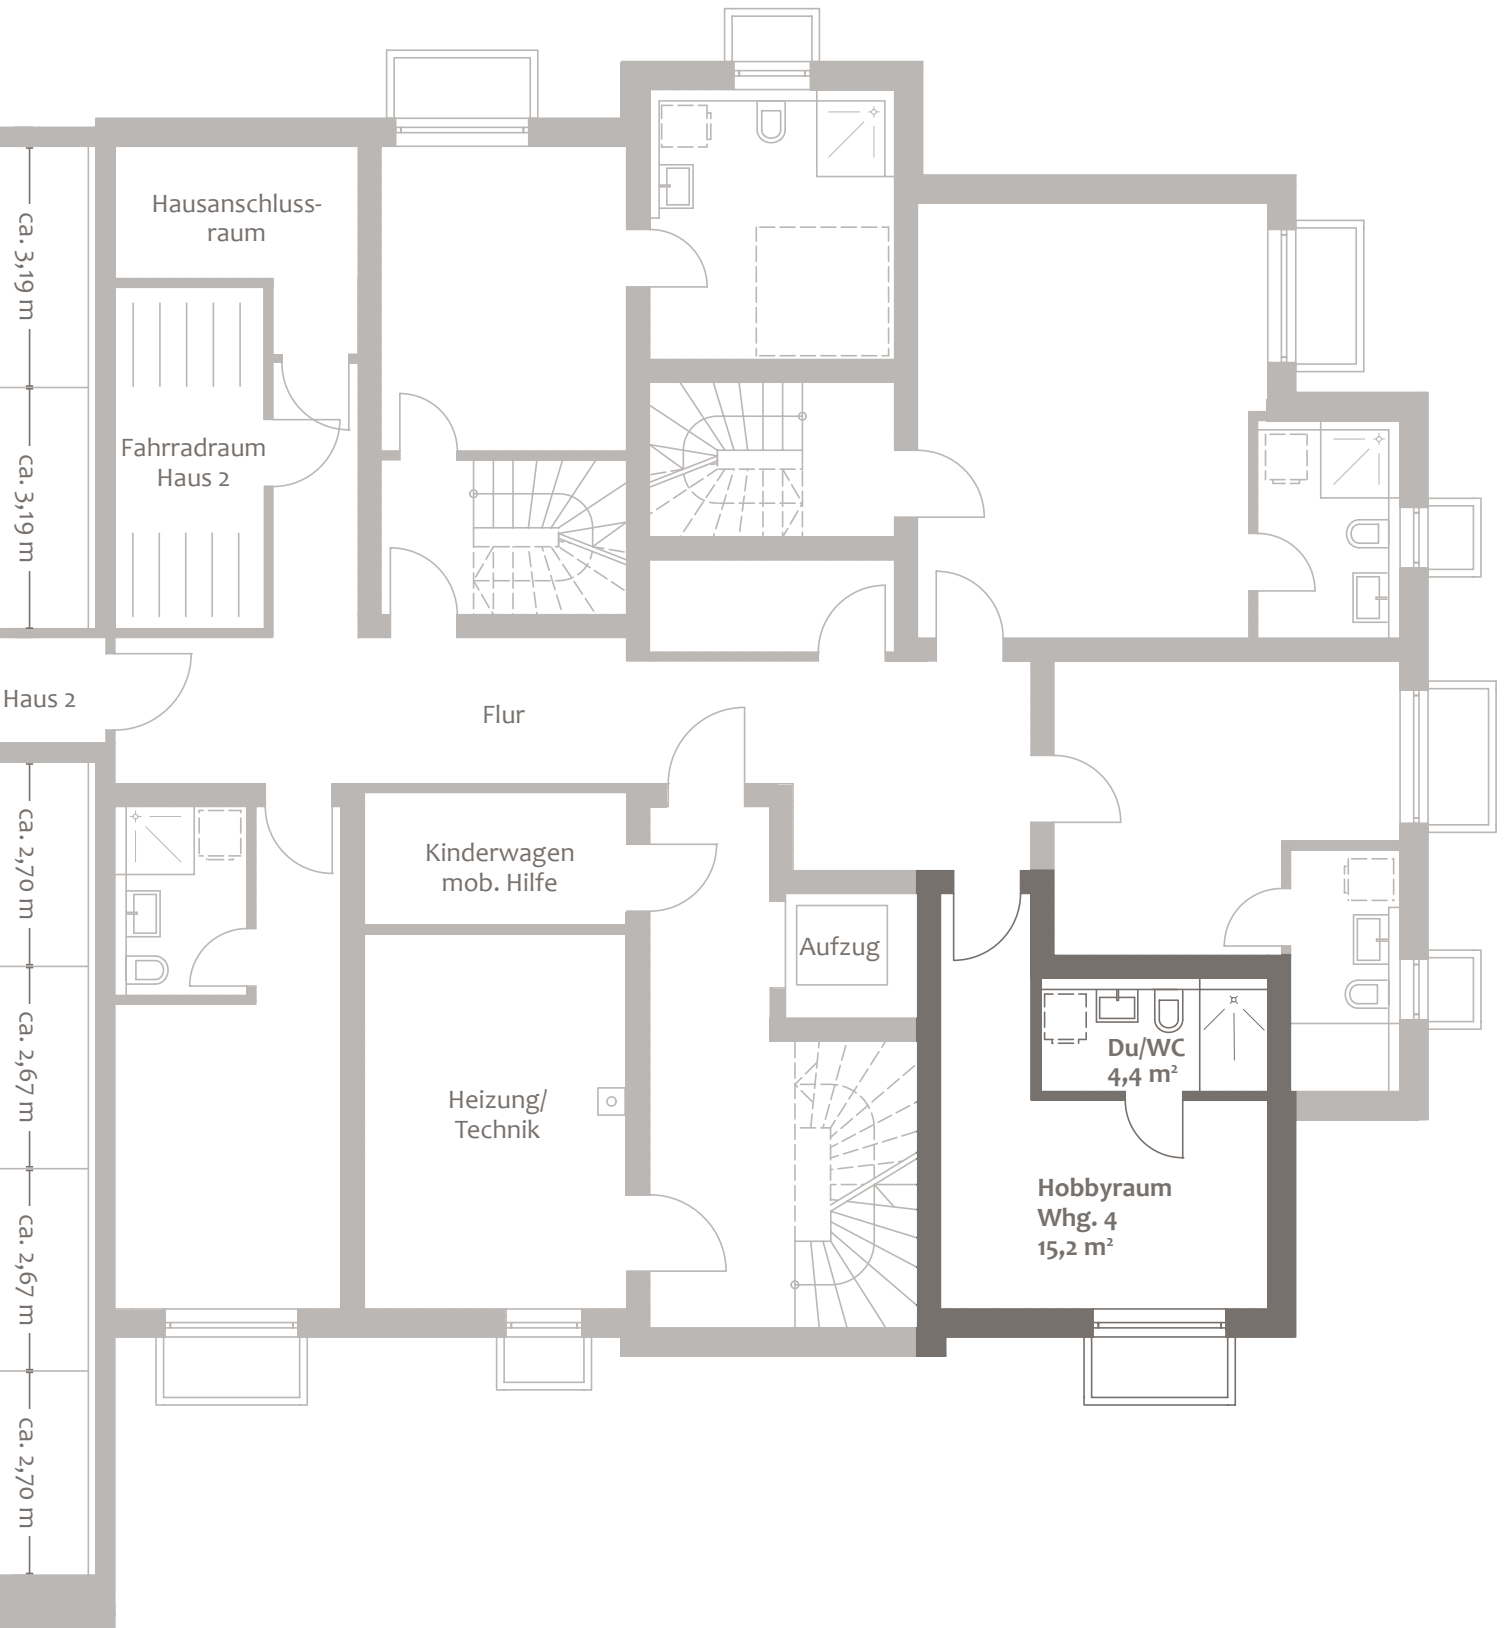 Hausanschluss-
raum
ca. 3,19 m
ca. 3,19 m
Fahrradraum
Haus 2
Haus 2
Flur
ca. 2,70 m
ca. 2,67 m
ca. 2,67 m
ca. 2,70 m
Kinderwagen
mob. Hilfe
Aufzug
Heizung/
Technik
Du/WC
4,4 m²
Hobbyraum
Whg. 4
15,2 m²